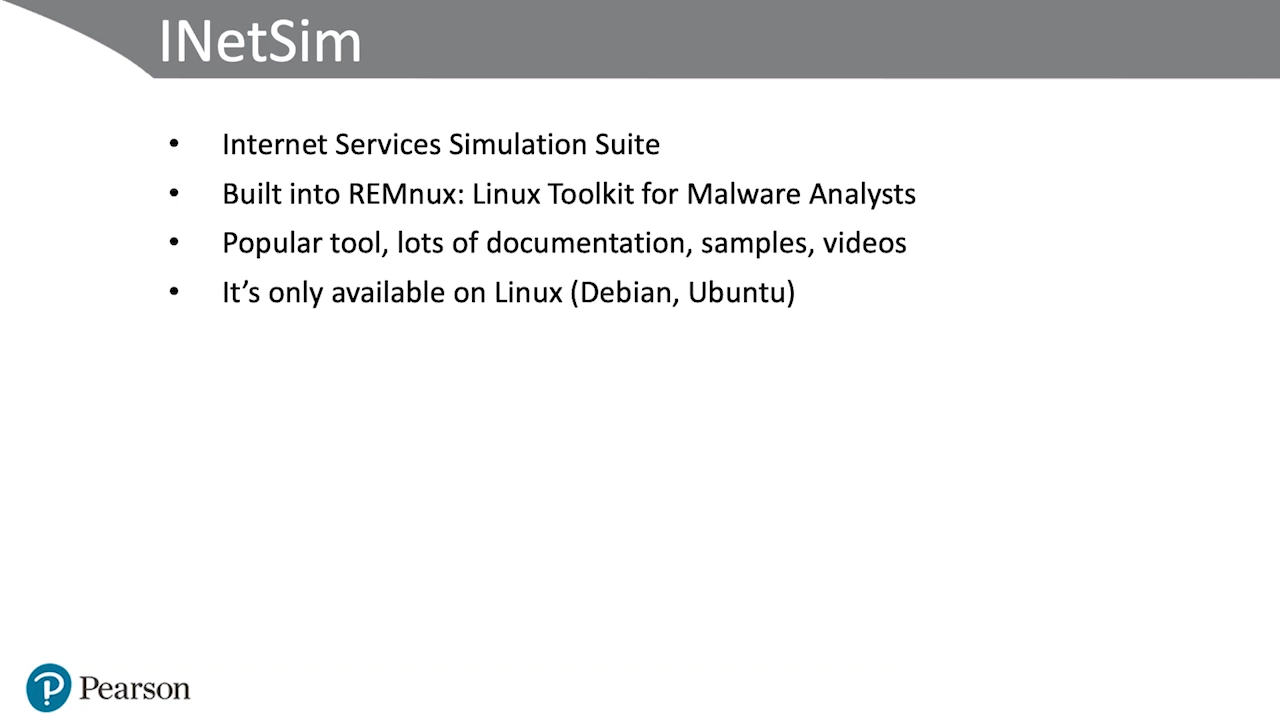 INetSim
• Internet Services Simulation Suite
• Built into REMnux: Linux Toolkit for Malware Analysts
• Popular tool, lots of documentation, samples, videos
• It’s only available on Linux (Debian, Ubuntu)
Pearson